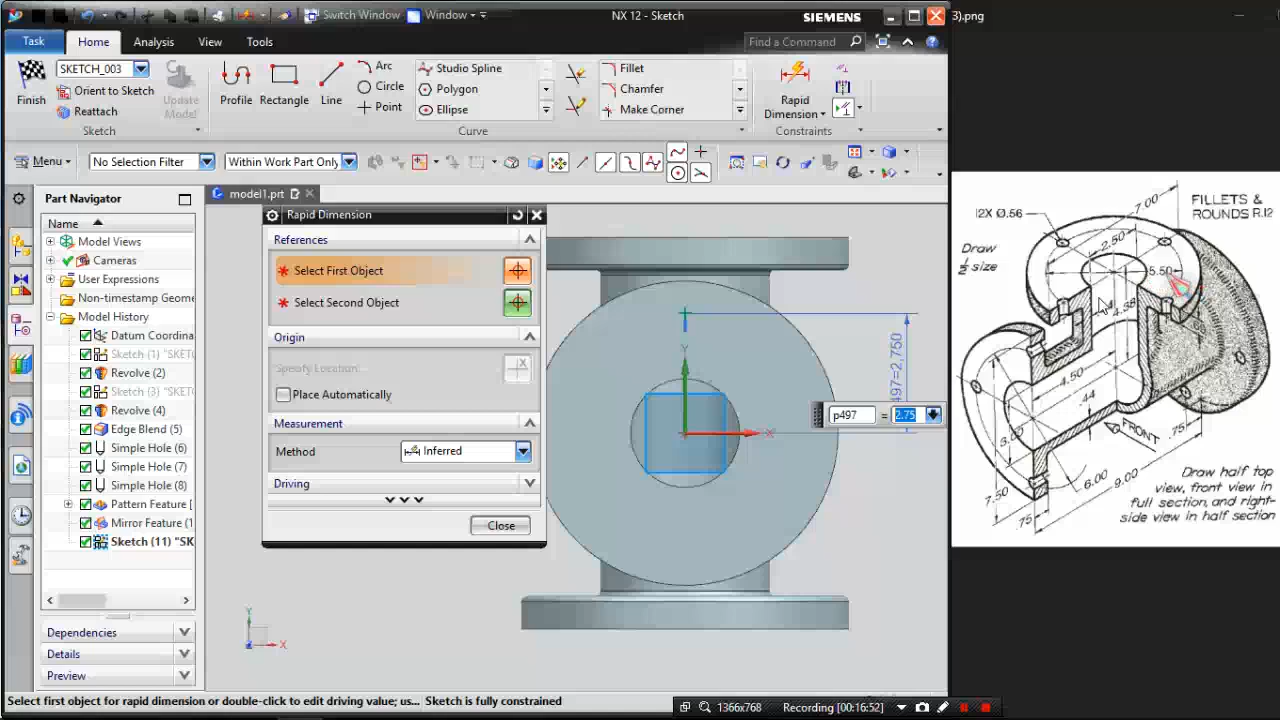 Switch Window
Window
NX 12 - Sketch
SIEMENS
3).png
Task
Home
Analysis
View
Tools
Find a Command
Finish
SKETCH_003
Orient to Sketch
Reattach
Update
Model
Sketch
Profile
Rectangle
Line
Arc
Circle
Point
Studio Spline
Polygon
Ellipse
Curve
Fillet
Chamfer
Make Corner
Rapid
Dimension
Constraints
Menu
No Selection Filter
Within Work Part Only
Part Navigator
model1.prt
Name
Model Views
Cameras
User Expressions
Non-timestamp Geome
Model History
Datum Coordina
Sketch (1) "SKETC
Revolve (2)
Sketch (3) "SKETC
Revolve (4)
Edge Blend (5)
Simple Hole (6)
Simple Hole (7)
Simple Hole (8)
Pattern Feature [
Mirror Feature (1
Sketch (11) "SK
Dependencies
Details
Preview
Rapid Dimension
References
Select First Object
Select Second Object
Origin
Specify Location
Place Automatically
Measurement
Method
Inferred
Driving
Close
Y
X
497=2,750
p497
=
2.75
Y
X
12X Ø.56
7.00
FILLETS &
ROUNDS R.12
Draw
½ size
2.50
5.50
4.50
.44
FRONT
.75
3.00
6.00
9.00
7.50
.75
Draw half top
view, front view in
full section, and right-
side view in half section
Select first object for rapid dimension or double-click to edit driving value; us...
Sketch is fully constrained
1366x768
Recording [00:16:52]